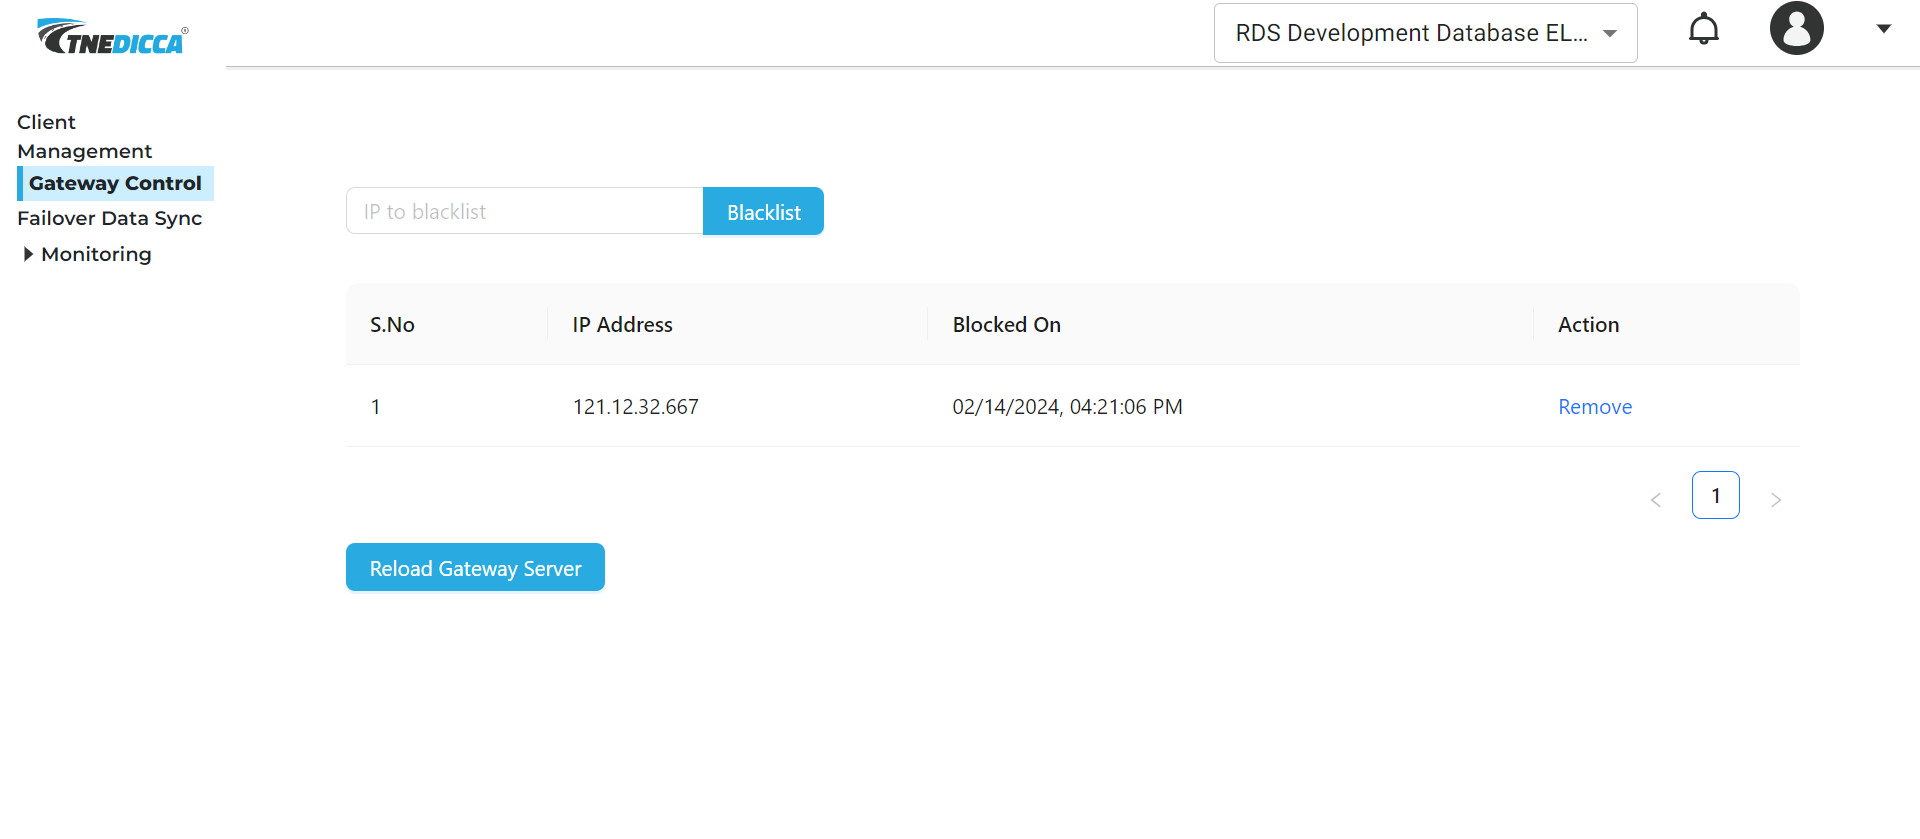 TNEDICCA®
RDS Development Database EL...
Client
Management
Gateway Control
Failover Data Sync
Monitoring
IP to blacklist
Blacklist
S.No
IP Address
Blocked On
Action
1
121.12.32.667
02/14/2024, 04:21:06 PM
Remove
1
Reload Gateway Server